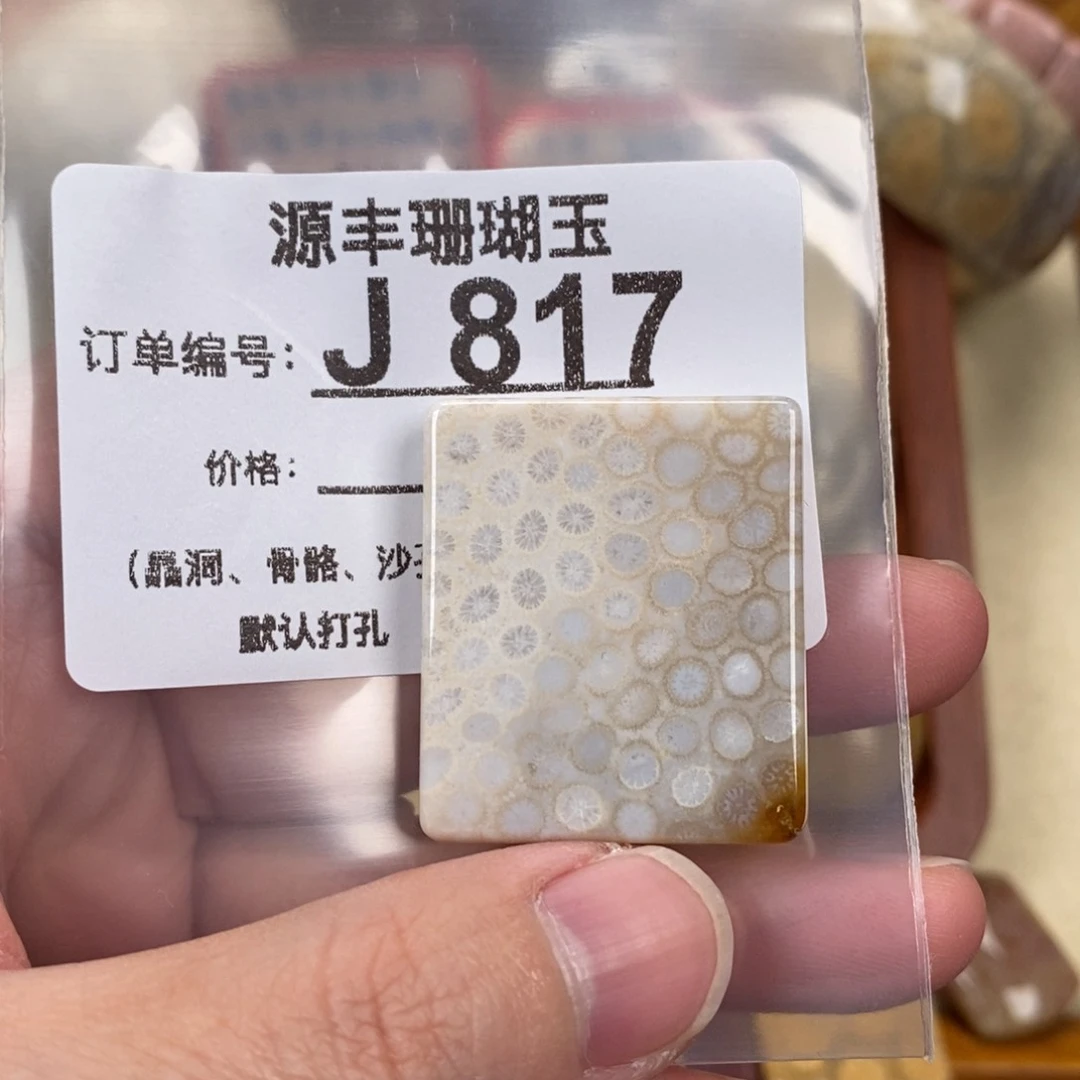 源丰珊瑚玉
订单编号: J 817
价格:
(晶洞、骨骼、沙
默认打孔